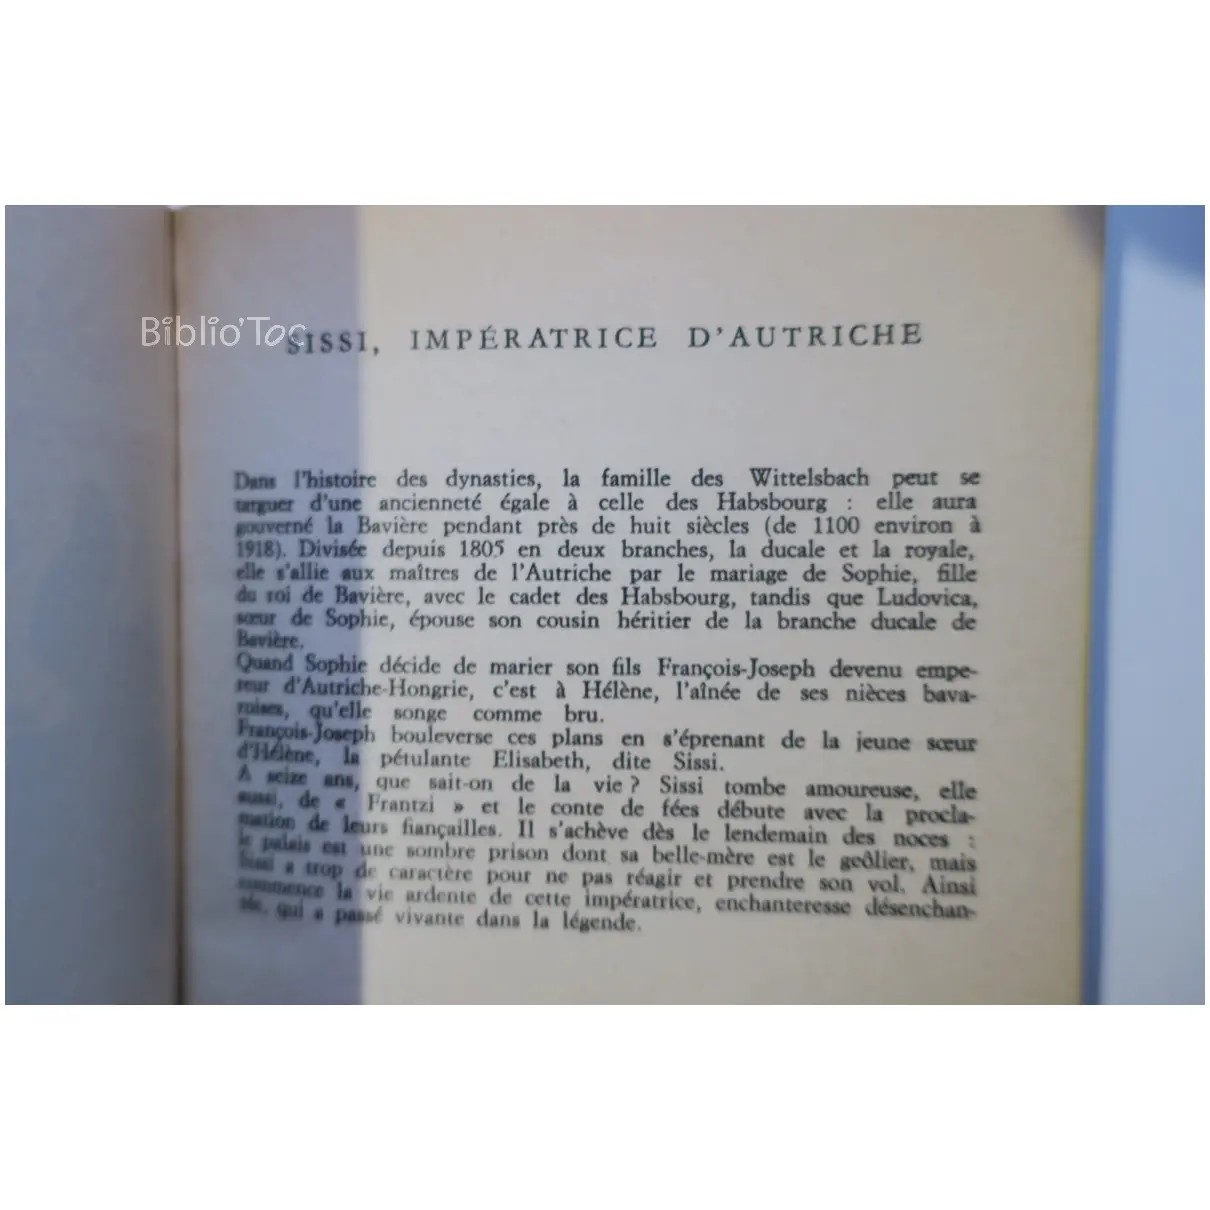 Biblio'Toc
SISSI, IMPÉRATRICE D'AUTRICHE
Dans l'histoire des dynasties, la famille des Wittelsbach peut se
targuer d'une ancienneté égale à celle des Habsbourg : elle aura
gouverné la Bavière pendant près de huit siècles (de 1100 environ à
1918). Divisée depuis 1805 en deux branches, la ducale et la royale,
elle s'allie aux maîtres de l'Autriche par le mariage de Sophie, fille
du roi de Bavière, avec le cadet des Habsbourg, tandis que Ludovica,
sœur de Sophie, épouse son cousin héritier de la branche ducale de
Bavière.
Quand Sophie décide de marier son fils François-Joseph devenu empe-
reur d'Autriche-Hongrie, c'est à Hélène, l'aînée de ses nièces bava-
roises, qu'elle songe comme bru.
François-Joseph bouleverse ces plans en s'éprenant de la jeune sœur
d'Hélène, la pétulante Elisabeth, dite Sissi.
A seize ans, que sait-on de la vie ? Sissi tombe amoureuse, elle
aussi, de « Frantzi » et le conte de fées débute avec la procla-
mation de leurs fiançailles. Il s'achève dès le lendemain des noces :
le palais est une sombre prison dont sa belle-mère est le geôlier, mais
Sissi a trop de caractère pour ne pas réagir et prendre son vol. Ainsi
commence la vie ardente de cette impératrice, enchanteresse désenchan-
tée, qui a passé vivante dans la légende.